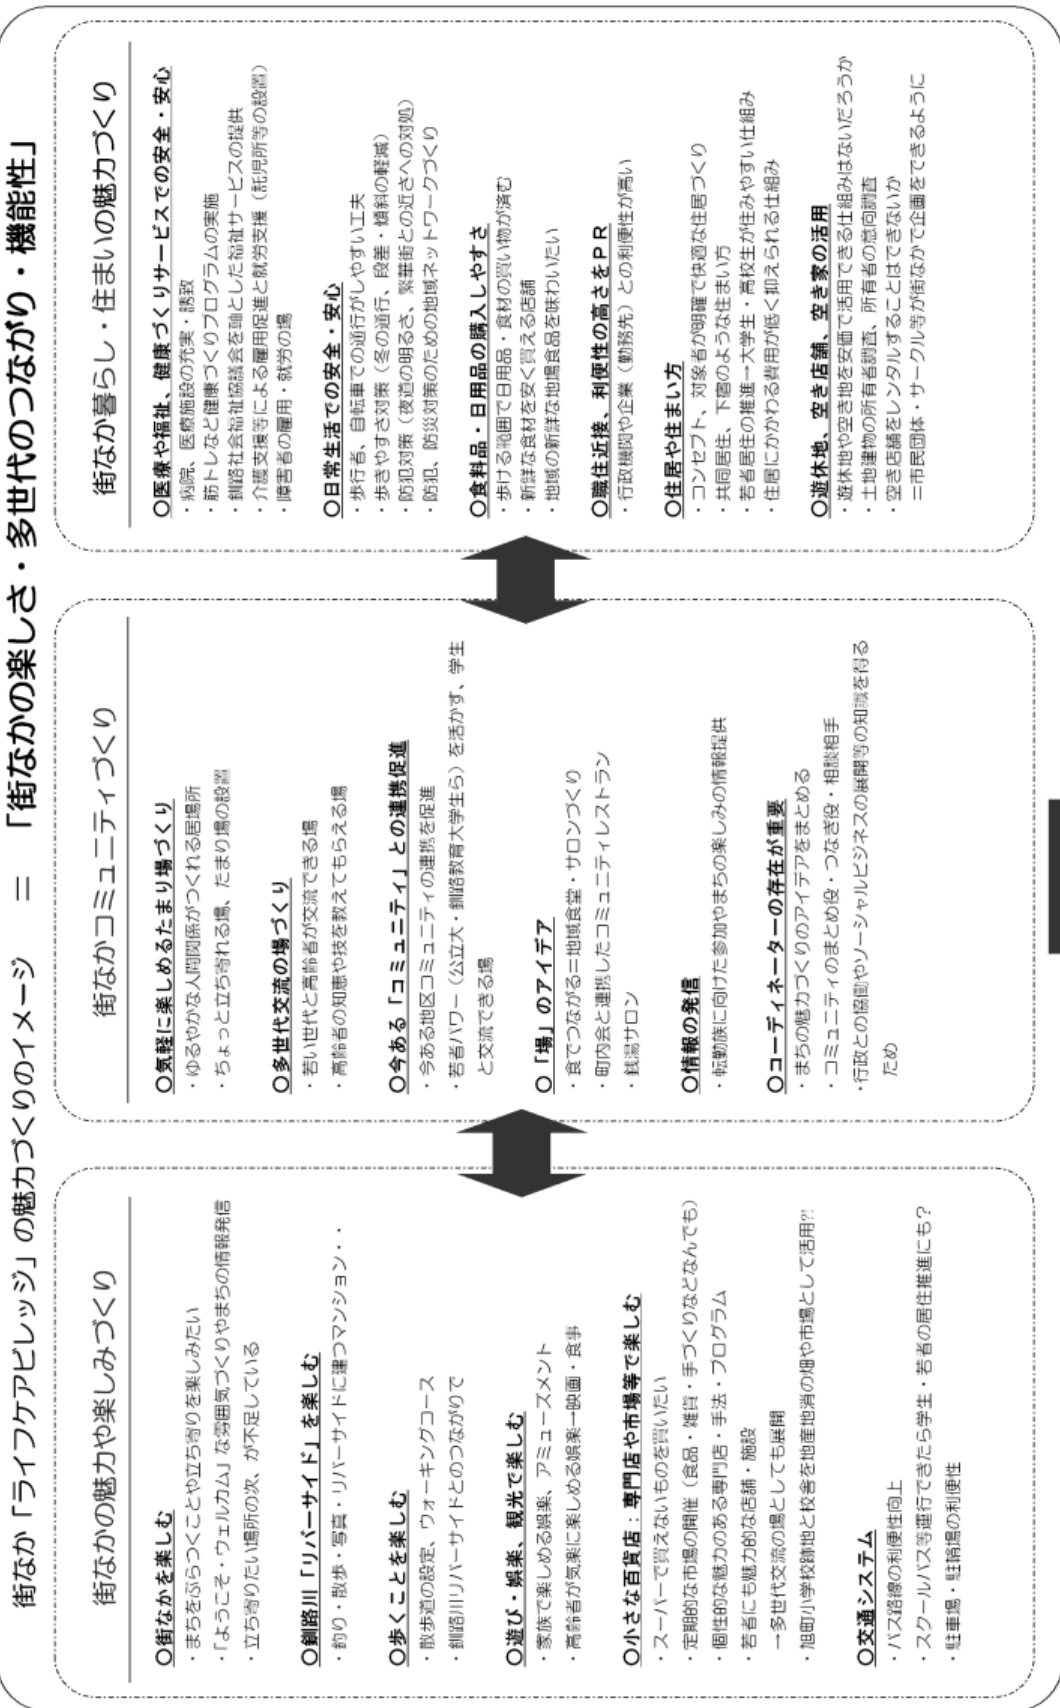 街なか「ライフケアビレッジ」の魅力づくりのイメージ ＝ 「街なかの楽しさ・多世代のつながり・機能性」
街なかの魅力や楽しみづくり
〇街なかを楽しむ
・まちをぶらつくことや立ち寄りを楽しみたい
・「ようこそ・ウェルカム」な雰囲気づくりやまちの情報発信
・立ち寄りたい場所の次、が不足している
〇釧路川「リバーサイド」を楽しむ
・釣り・散歩・写真・リバーサイドに建つマンション・・
〇歩くことを楽しむ
・散歩道の設定、ウォーキングコース
・釧路川リバーサイドとのつながりで
〇遊び・娯楽、観光で楽しむ
・家族で楽しめる娯楽、アミューズメント
・高齢者が気楽に楽しめる娯楽→映画・食事
〇小さな百貨店：専門店や市場等で楽しむ
・スーパーで買えないものを買いたい
・定期的な市場の開催（食品・雑貨・手づくりなどなんでも）
・個性的な魅力のある専門店・手法・プログラム
・若者にも魅力的な店舗・施設
→多世代交流の場としても展開
・旭町小学校跡地と校舎を地産地消の畑や市場として活用?!
〇交通システム
・バス路線の利便性向上
・スクールバス等運行できたら学生・若者の居住推進にも？
・駐車場・駐輪場の利便性
街なかコミュニティづくり
〇気軽に楽しめるたまり場づくり
・ゆるやかな人間関係がつくれる居場所
・ちょっと立ち寄れる場、たまり場の設置
〇多世代交流の場づくり
・若い世代と高齢者が交流できる場
・高齢者の知恵や技を教えてもらえる場
〇今ある「コミュニティ」との連携促進
・今ある地区コミュニティの連携を促進
・若者パワー（公立大・釧路教育大学生ら）を活かす、学生
と交流できる場
〇「場」のアイデア
・食でつながる＝地域食堂・サロンづくり
・町内会と連携したコミュニティレストラン
・銭湯サロン
〇情報の発信
・転勤族に向けた参加やまちの楽しみの情報提供
〇コーディネーターの存在が重要
・まちの魅力づくりのアイデアをまとめる
・コミュニティのまとめ役・つなぎ役・相談相手
・行政との協働やソーシャルビジネスの展開等の知識を得る
ため
街なか暮らし・住まいの魅力づくり
〇医療や福祉、健康づくりサービスでの安全・安心
・病院、医療施設の充実・誘致
・筋トレなど健康づくりプログラムの実施
・釧路社会福祉協議会を軸とした福祉サービスの提供
・介護支援等による雇用促進と就労支援（託児所等の設置）
・障害者の雇用・就労の場
〇日常生活での安全・安心
・歩行者、自転車での通行がしやすい工夫
・歩きやすさ対策（冬の通行、段差・傾斜の軽減）
・防犯対策（夜道の明るさ、繁華街との近さへの対処）
・防犯、防災対策のための地域ネットワークづくり
〇食料品・日用品の購入しやすさ
・歩ける範囲で日用品・食材の買い物が済む
・新鮮な食材を安く買える店舗
・地域の新鮮な地場食品を味わいたい
〇職住近接、利便性の高さをＰＲ
・行政機関や企業（勤務先）との利便性が高い
〇住居や住まい方
・コンセプト、対象者が明確で快適な住居づくり
・共同居住、下宿のような住まい方
・若者居住の推進→大学生・高校生が住みやすい仕組み
・住居にかかわる費用が低く抑えられる仕組み
〇遊休地、空き店舗、空き家の活用
・遊休地や空き地を安価で活用できる仕組みはないだろうか
・土地建物の所有者調査、所有者の意向調査
・空き店舗をレンタルすることはできないか
＝市民団体・サークル等が街なかで企画をできるように